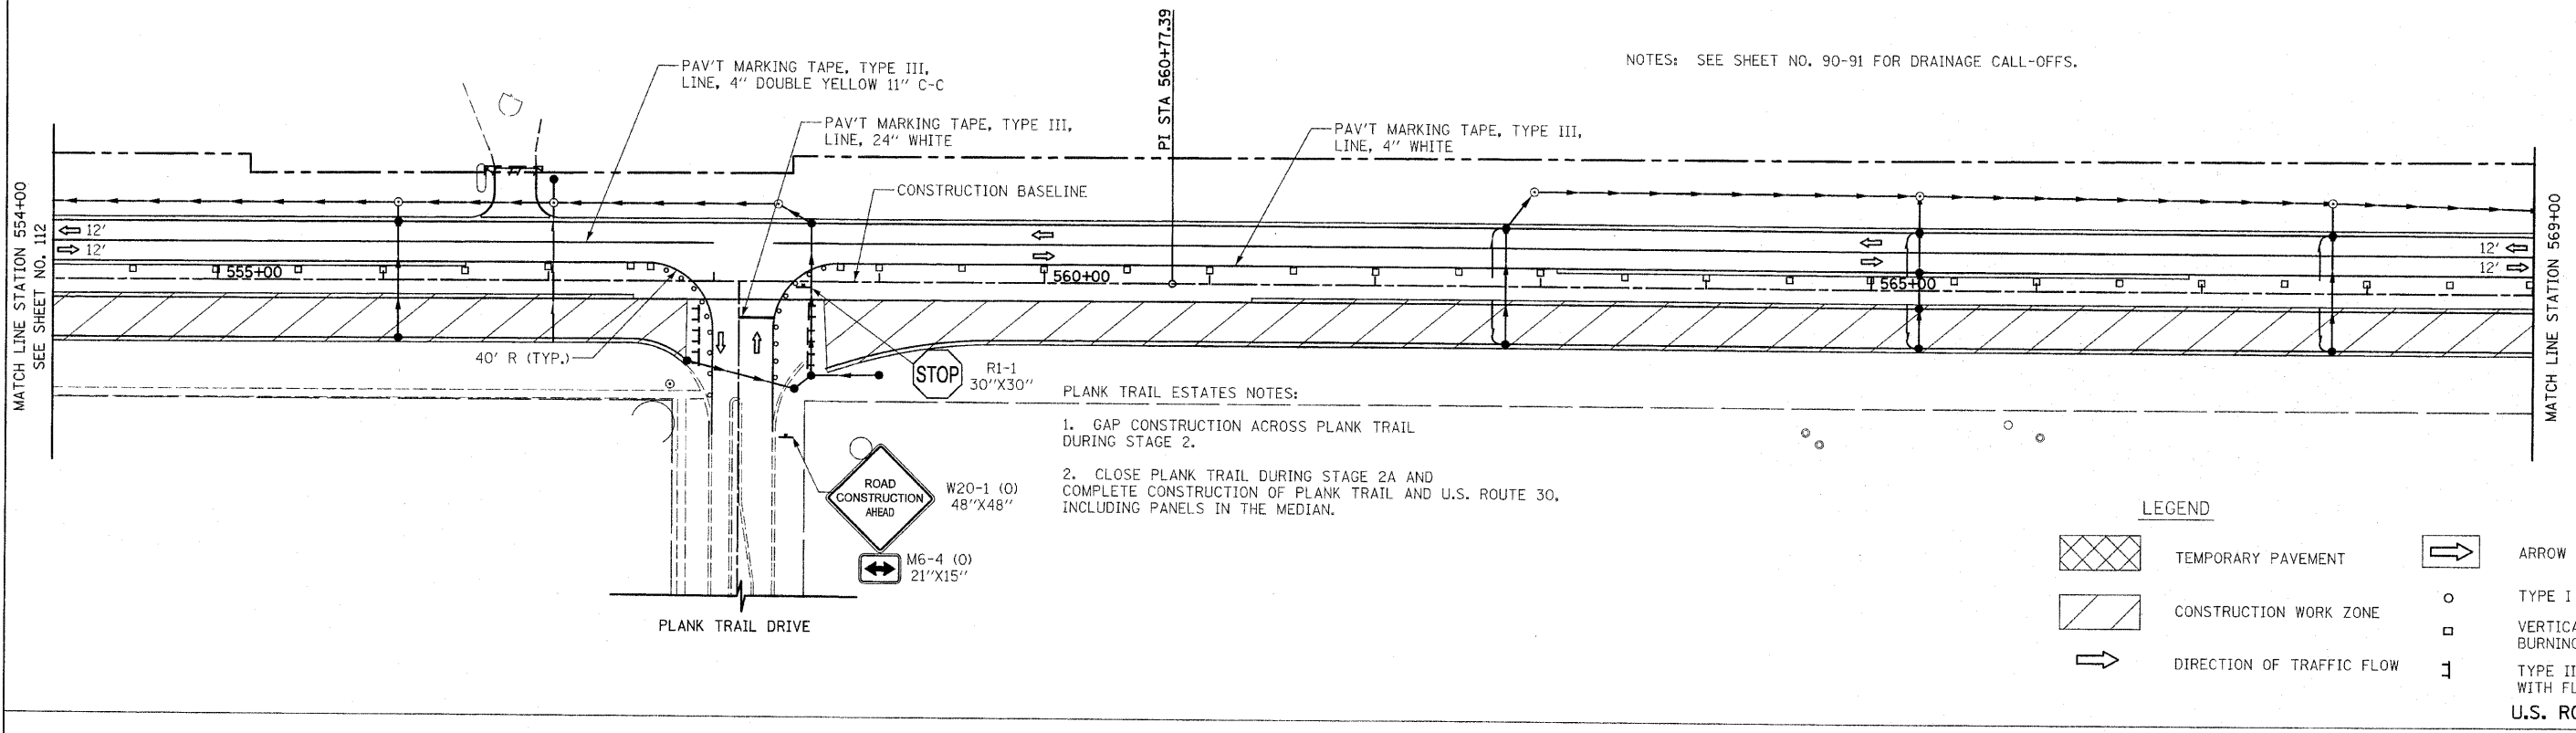 PI STA 560+77.39
NOTES: SEE SHEET NO. 90-91 FOR DRAINAGE CALL-OFFS.
PAV'T MARKING TAPE, TYPE III,
LINE, 4" DOUBLE YELLOW 11" C-C
PAV'T MARKING TAPE, TYPE III,
LINE, 24" WHITE
PAV'T MARKING TAPE, TYPE III,
LINE, 4" WHITE
CONSTRUCTION BASELINE
MATCH LINE STATION 554+00
SEE SHEET NO. 112
12'
12'
555+00
560+00
565+00
12'
12'
MATCH LINE STATION 569+00
40' R (TYP.)
STOP
R1-1
30"X30"
PLANK TRAIL ESTATES NOTES:
1. GAP CONSTRUCTION ACROSS PLANK TRAIL
DURING STAGE 2.
2. CLOSE PLANK TRAIL DURING STAGE 2A AND
COMPLETE CONSTRUCTION OF PLANK TRAIL AND U.S. ROUTE 30,
INCLUDING PANELS IN THE MEDIAN.
ROAD
CONSTRUCTION
AHEAD
W20-1 (O)
48"X48"
M6-4 (O)
21"X15"
PLANK TRAIL DRIVE
LEGEND
TEMPORARY PAVEMENT
CONSTRUCTION WORK ZONE
DIRECTION OF TRAFFIC FLOW
ARROW
TYPE I
VERTICA
BURNING
TYPE II
WITH FL
U.S. RO